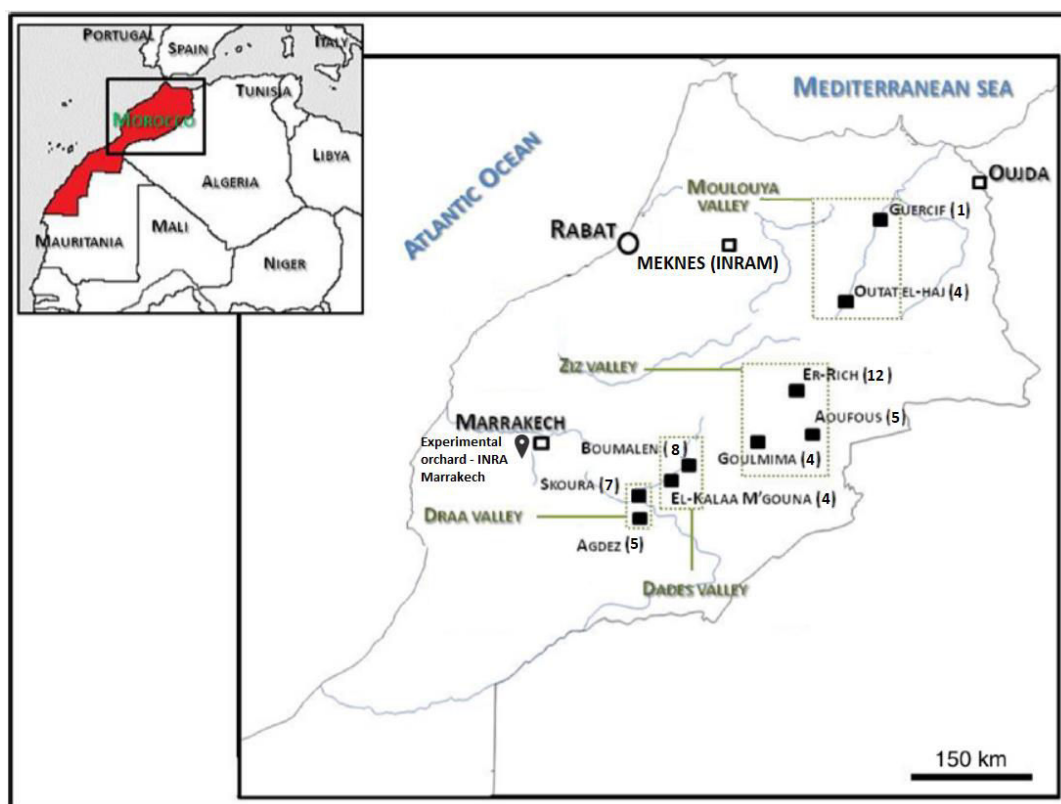 PORTUGAL
SPAIN
ITALY
TUNISIA
MOROCCO
LIBYA
ALGERIA
MAURITANIA
MALI
NIGER
MEDITERRANEAN SEA
ATLANTIC OCEAN
OUJDA
MOULOUYA
VALLEY
GUERCIF (1)
RABAT
MEKNES (INRAM)
OUTAT EL-HAJ (4)
ZIZ VALLEY
ER-RICH (12)
AOUFOUS (5)
MARRAKECH
Experimental
orchard - INRA
Marrakech
BOUMALEN (8)
GOULMIMA (4)
SKOURA (7)
EL-KALAA M'GOUNA (4)
DRAA VALLEY
AGDEZ (5)
DADES VALLEY
150 km